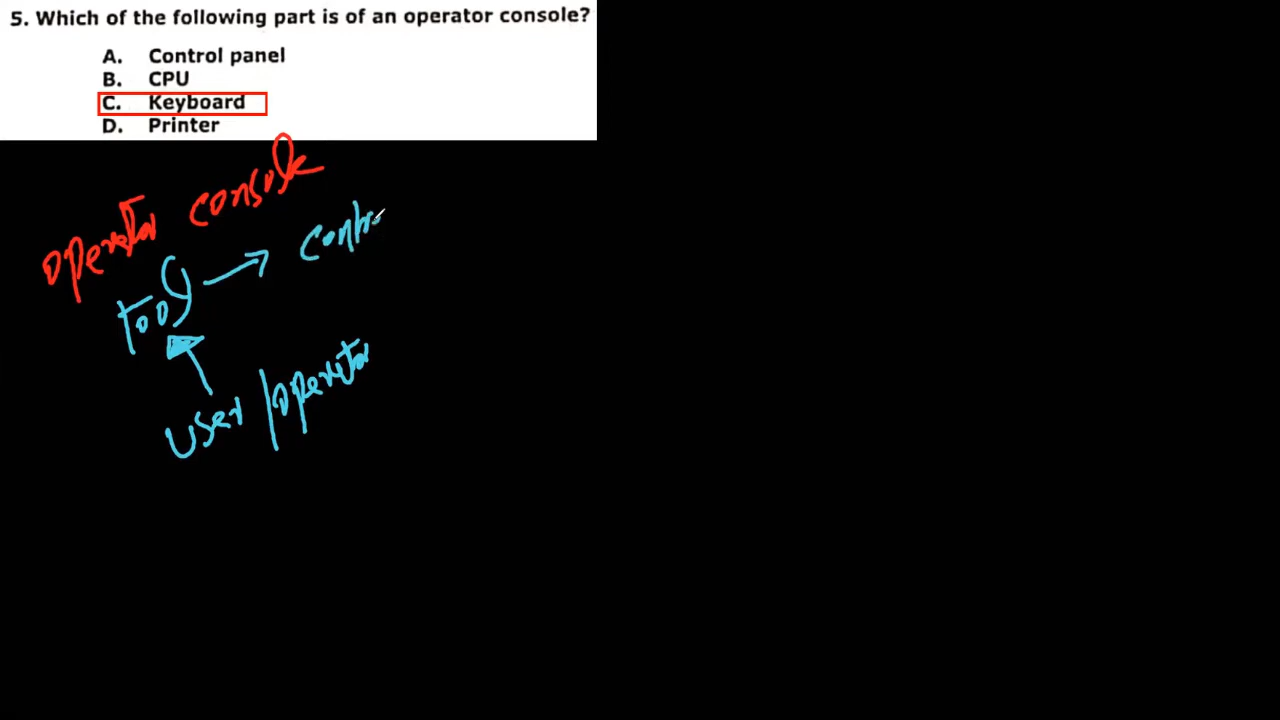 5. Which of the following part is of an operator console?
A. Control panel
B. CPU
C. Keyboard
D. Printer
operator console
tool → contro
user / operator